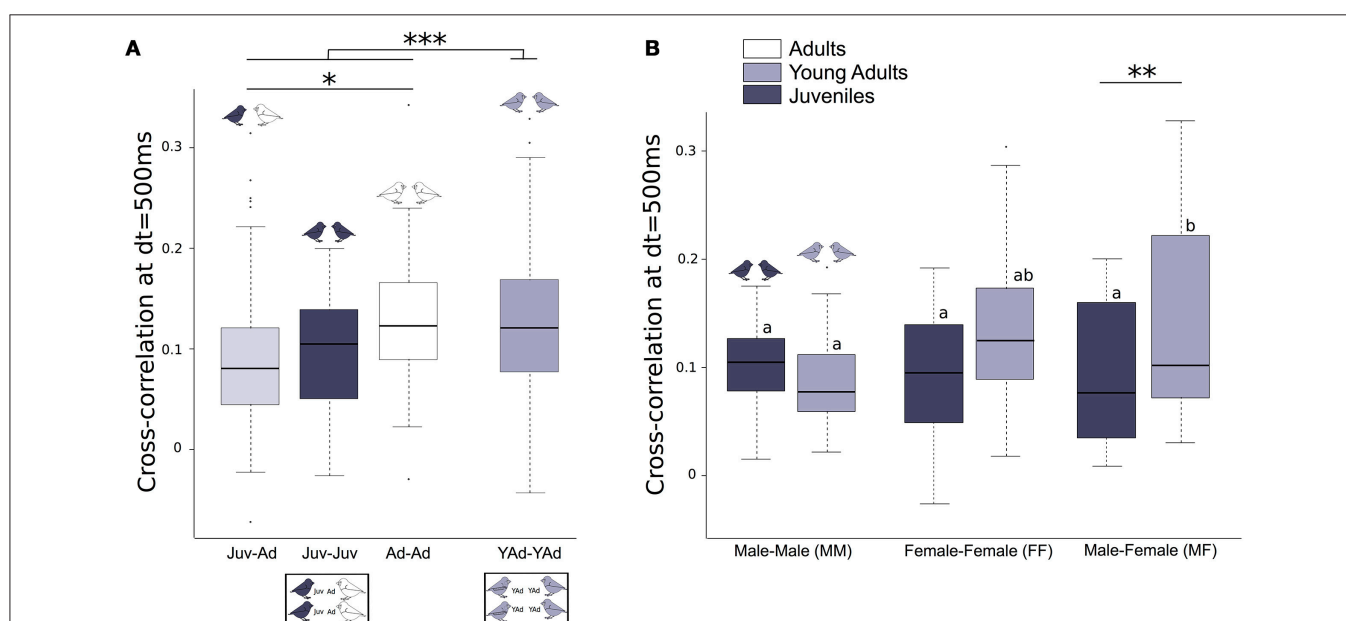 A
***
*
Cross-correlation at dt=500ms
0.3
0.2
0.1
0
Juv-Ad Juv-Juv Ad-Ad YAd-YAd
Juv Ad
Juv Ad
YAd YAd
YAd YAd
B
Adults
Young Adults
Juveniles
**
Cross-correlation at dt=500ms
0.3
0.2
0.1
0
a
a
a
ab
a
b
Male-Male (MM) Female-Female (FF) Male-Female (MF)